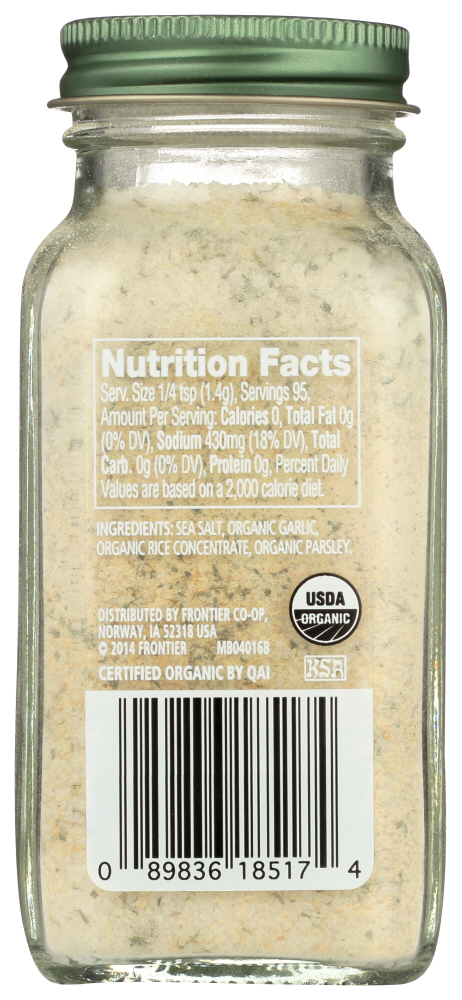 Nutrition Facts
Serv. Size 1/4 tsp (1.4g), Servings 95,
Amount Per Serving: Calories 0, Total Fat 0g
(0% DV), Sodium 430mg (18% DV), Total
Carb. 0g (0% DV), Protein 0g, Percent Daily
Values are based on a 2,000 calorie diet.
INGREDIENTS: SEA SALT, ORGANIC GARLIC,
ORGANIC RICE CONCENTRATE, ORGANIC PARSLEY.
USDA
ORGANIC
DISTRIBUTED BY FRONTIER CO-OP,
NORWAY, IA 52318 USA
© 2014 FRONTIER MB04016B
CERTIFIED ORGANIC BY QAI
KSA
0 89836 18517 4